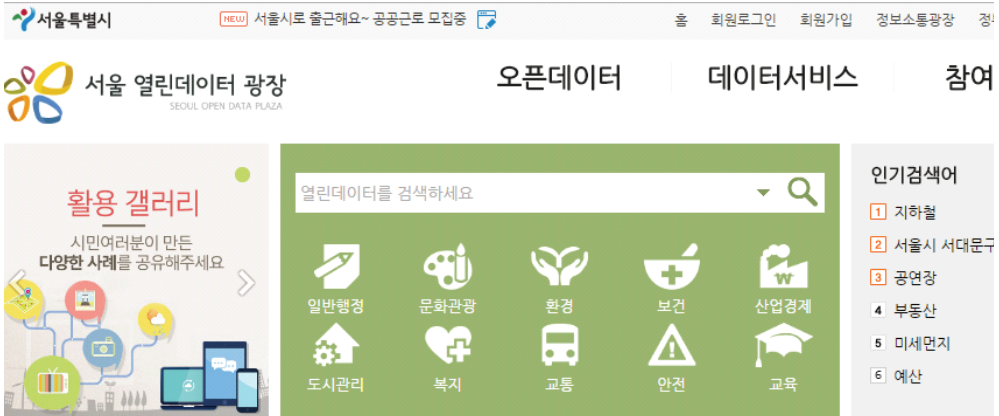 서울특별시
NEW 서울시로 출근해요~ 공공근로 모집중
홈 회원로그인 회원가입 정보소통광장
서울 열린데이터 광장
SEOUL OPEN DATA PLAZA
오픈데이터 데이터서비스 참여
활용 갤러리
시민여러분이 만든
다양한 사례를 공유해주세요
열린데이터를 검색하세요
일반행정 문화관광 환경 보건 산업경제
도시관리 복지 교통 안전 교육
인기검색어
1 지하철
2 서울시 서대문구
3 공연장
4 부동산
5 미세먼지
6 예산